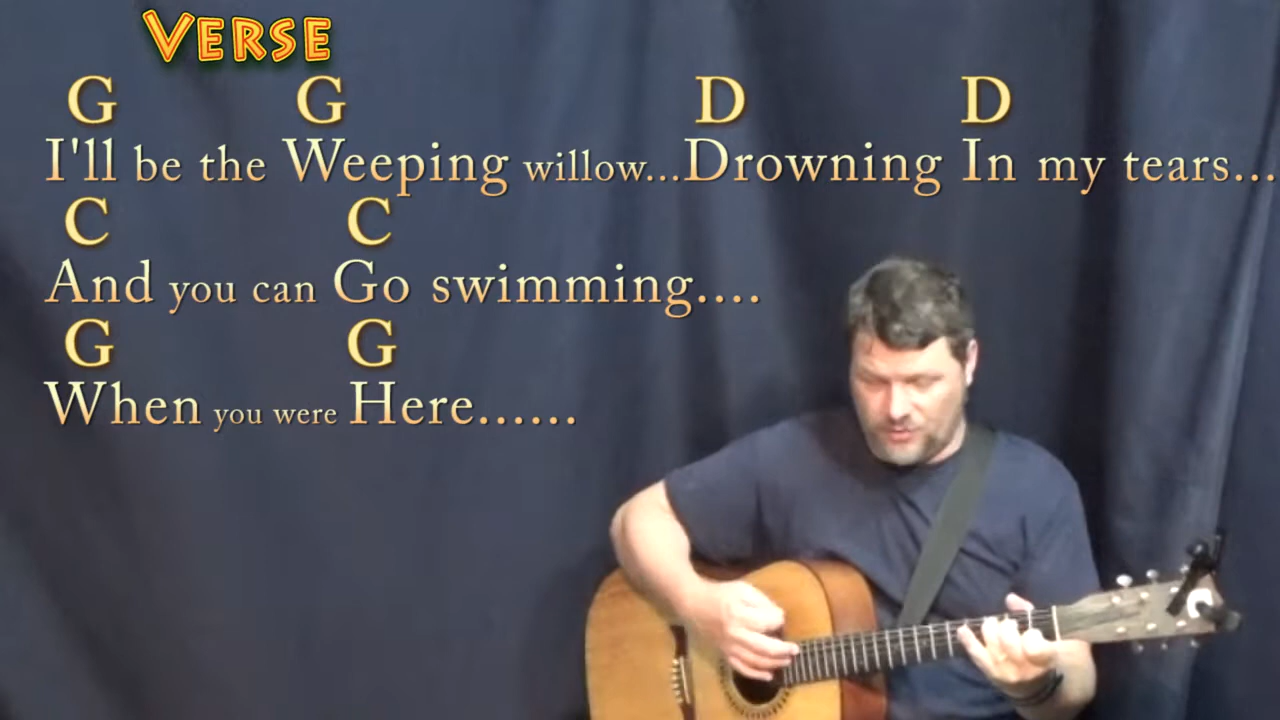 VERSE
G G D D
I'll be the Weeping willow...Drowning In my tears...
C C
And you can Go swimming....
G G
When you were Here......